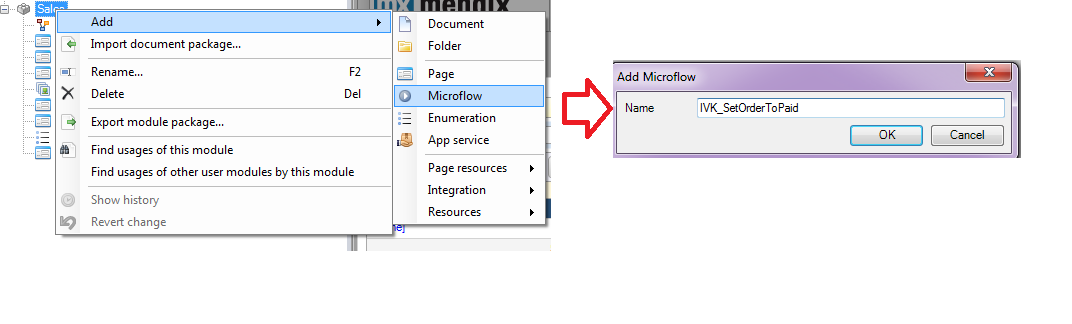 Sales
mx mendix
Add
Import document package...
Rename... F2
Delete Del
Export module package...
Find usages of this module
Find usages of other user modules by this module
Show history
Revert change
Document
Folder
Page
Microflow
Enumeration
App service
Page resources
Integration
Resources
Add Microflow
Name IVK_SetOrderToPaid
OK Cancel